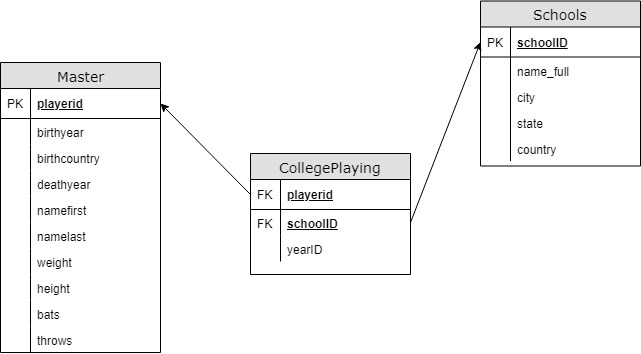 Schools
PK schoolID
name_full
city
state
country
Master
PK playerid
birthyear
birthcountry
deathyear
namefirst
namelast
weight
height
bats
throws
CollegePlaying
FK playerid
FK schoolID
yearID